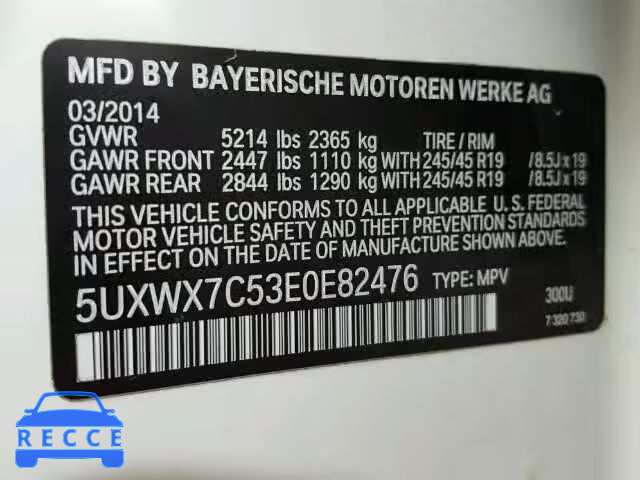 MFD BY BAYERISCHE MOTOREN WERKE AG
03/2014
GVWR 5214 lbs 2365 kg TIRE / RIM
GAWR FRONT 2447 lbs 1110 kg WITH 245/45 R19 /8.5J x 19
GAWR REAR 2844 lbs 1290 kg WITH 245/45 R19 /8.5J x 19
THIS VEHICLE CONFORMS TO ALL APPLICABLE U. S. FEDERAL
MOTOR VEHICLE SAFETY AND THEFT PREVENTION STANDARDS
IN EFFECT ON THE DATE OF MANUFACTURE SHOWN ABOVE.
5UXWX7C53E0E82476 TYPE: MPV 300U
7 320 730
RECCE